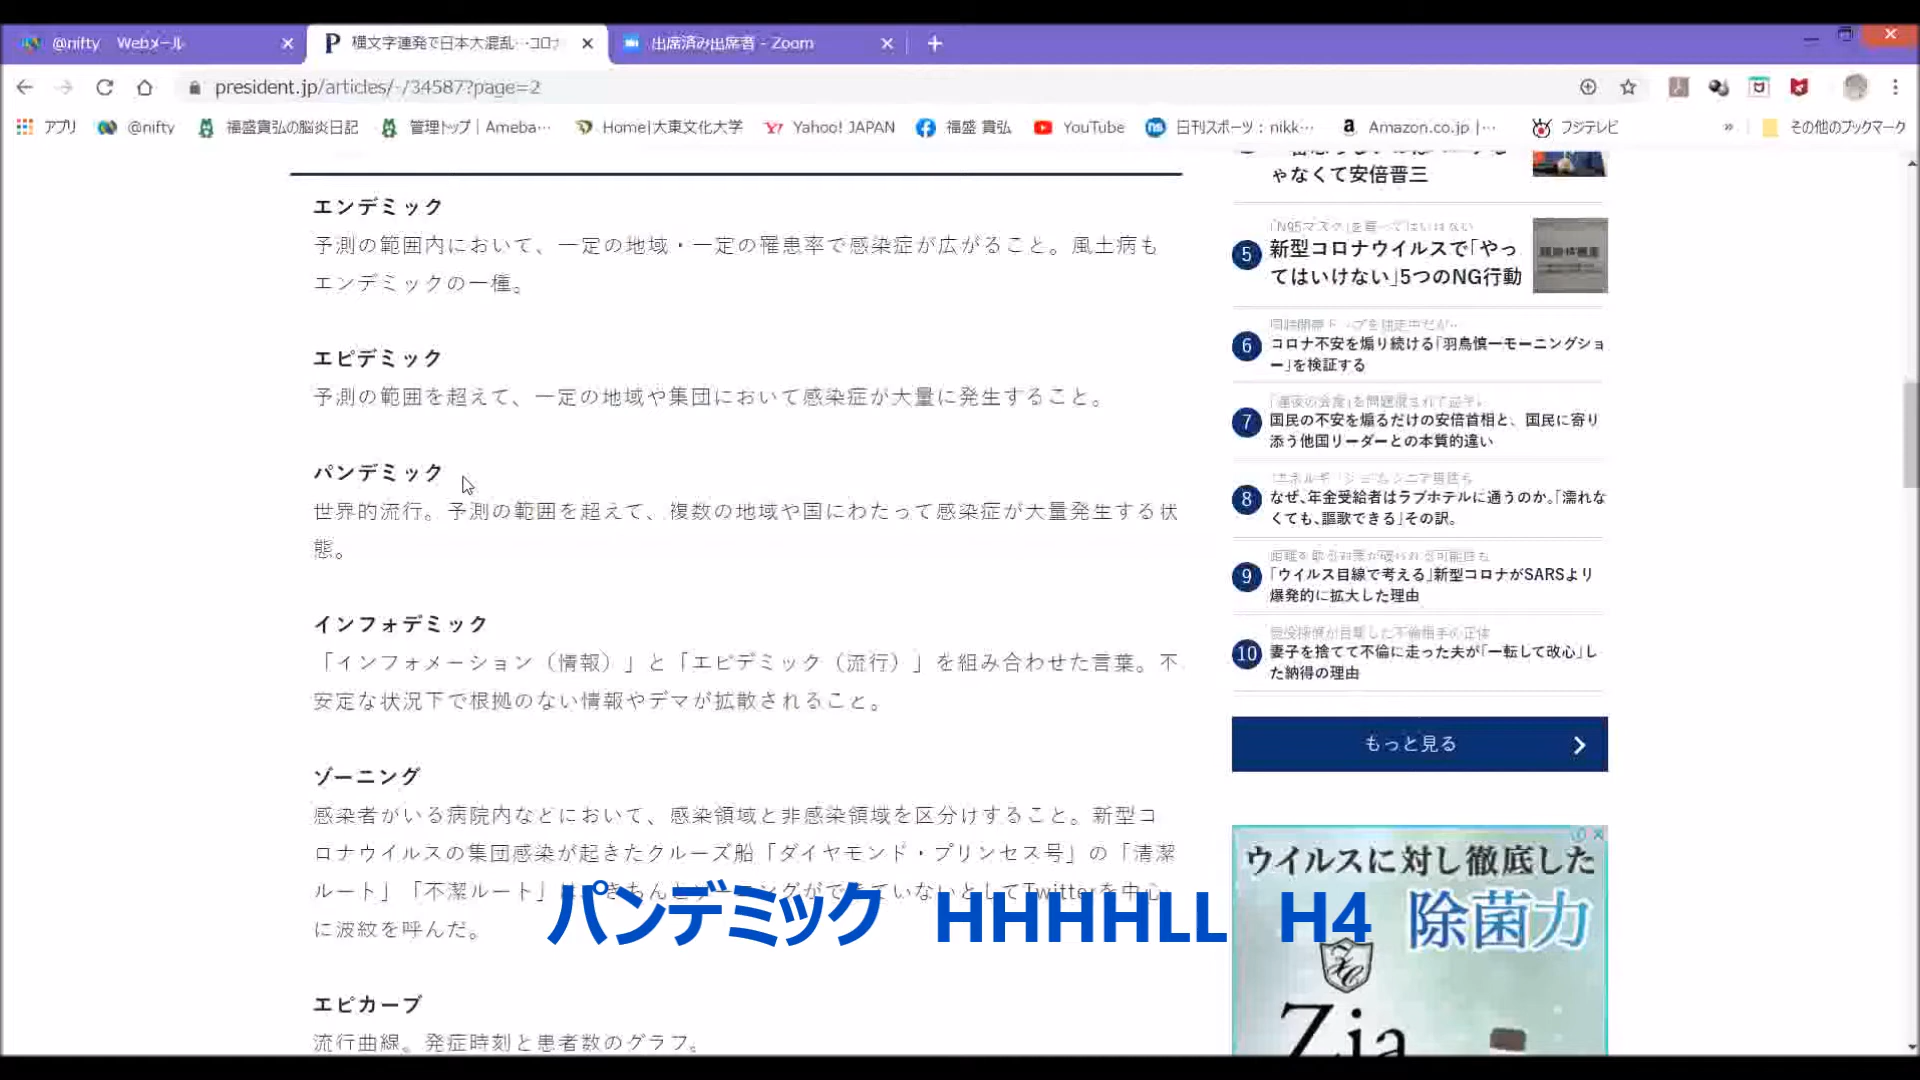 @nifty Webメール
横文字連発で日本大混乱…コロナ
出席済み出席者 - Zoom
president.jp/articles/-/34587?page=2
アプリ
@nifty
福盛貴弘の脳炎日記
管理トップ | Ameba…
Home|大東文化大学
Yahoo! JAPAN
福盛 貴弘
YouTube
日刊スポーツ : nikk…
Amazon.co.jp |…
フジテレビ
»
その他のブックマーク
エンデミック
予測の範囲内において、一定の地域・一定の罹患率で感染症が広がること。風土病も
エンデミックの一種。
エピデミック
予測の範囲を超えて、一定の地域や集団において感染症が大量に発生すること。
パンデミック
世界的流行。予測の範囲を超えて、複数の地域や国にわたって感染症が大量発生する状
態。
インフォデミック
「インフォメーション（情報）」と「エピデミック（流行）」を組み合わせた言葉。不
安定な状況下で根拠のない情報やデマが拡散されること。
ゾーニング
感染者がいる病院内などにおいて、感染領域と非感染領域を区分けすること。新型コ
ロナウイルスの集団感染が起きたクルーズ船「ダイヤモンド・プリンセス号」の「清潔
ルート」「不潔ルート」 Twitterを中心
に波紋を呼んだ。
エピカーブ
流行曲線。発症時刻と患者数のグラフ。
パンデミック HHHHLL H4
ゃなくて安倍晋三
「N95マスク」を買ってはいけない
5
新型コロナウイルスで「やっ
てはいけない」5つのNG行動
6
コロナ不安を煽り続ける「羽鳥慎一モーニングショ
ー」を検証する
7
国民の不安を煽るだけの安倍首相と、国民に寄り
添う他国リーダーとの本質的違い
8
なぜ、年金受給者はラブホテルに通うのか。「濡れな
くても、謳歌できる」その訳。
9
「ウイルス目線で考える」新型コロナがSARSより
爆発的に拡大した理由
10
妻子を捨てて不倫に走った夫が「一転して改心」し
た納得の理由
もっと見る
ウイルスに対し徹底した
除菌力
Zia